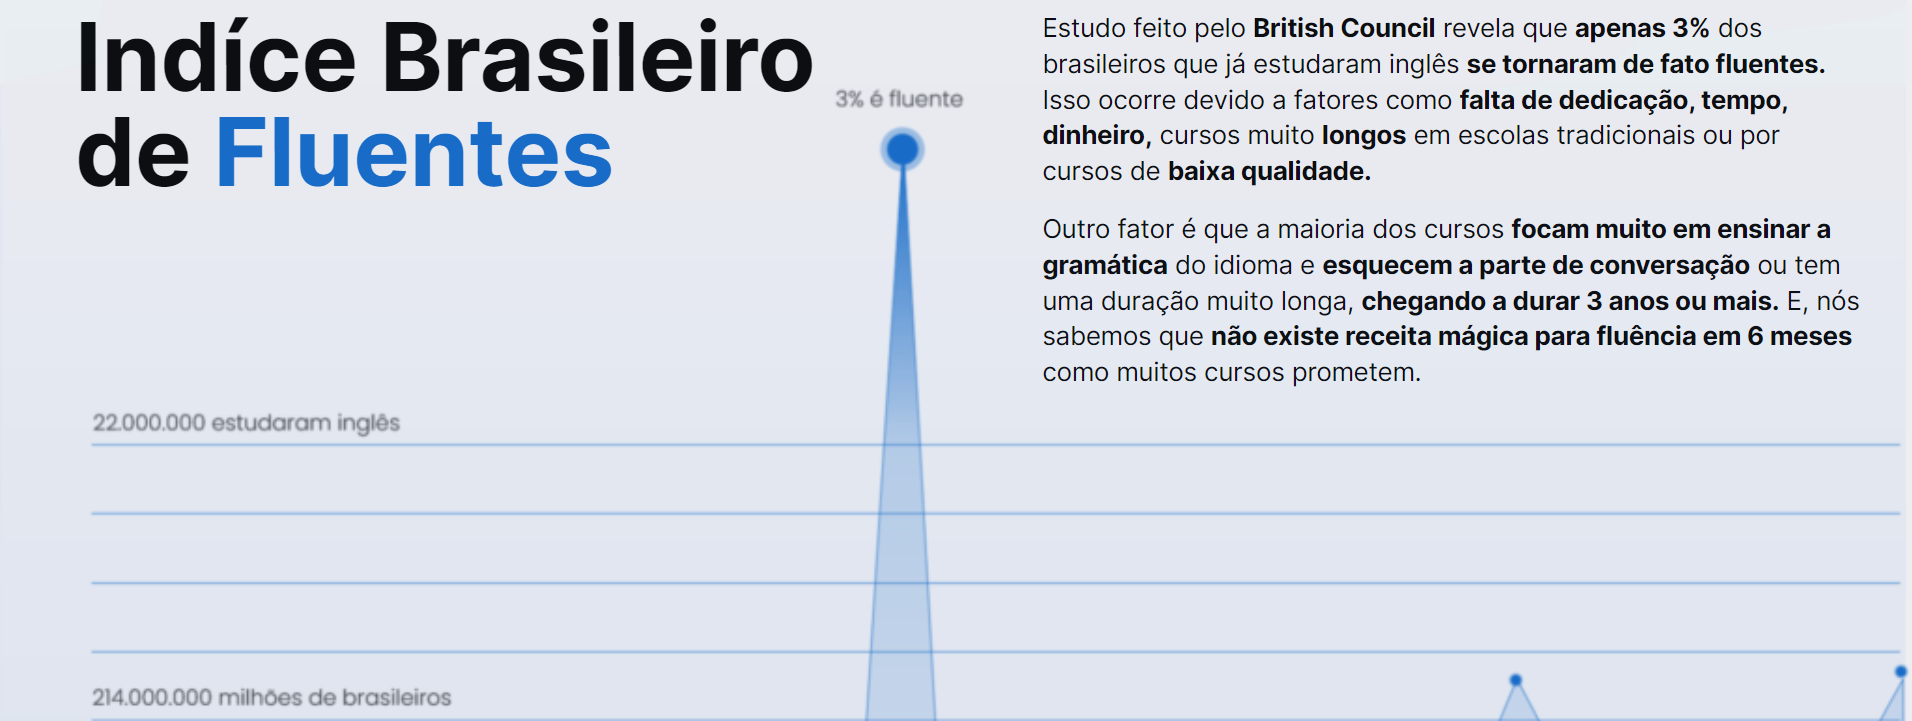 Indíce Brasileiro
de Fluentes
3% é fluente
Estudo feito pelo British Council revela que apenas 3% dos
brasileiros que já estudaram inglês se tornaram de fato fluentes.
Isso ocorre devido a fatores como falta de dedicação, tempo,
dinheiro, cursos muito longos em escolas tradicionais ou por
cursos de baixa qualidade.
Outro fator é que a maioria dos cursos focam muito em ensinar a
gramática do idioma e esquecem a parte de conversação ou tem
uma duração muito longa, chegando a durar 3 anos ou mais. E, nós
sabemos que não existe receita mágica para fluência em 6 meses
como muitos cursos prometem.
22.000.000 estudaram inglês
214.000.000 milhões de brasileiros